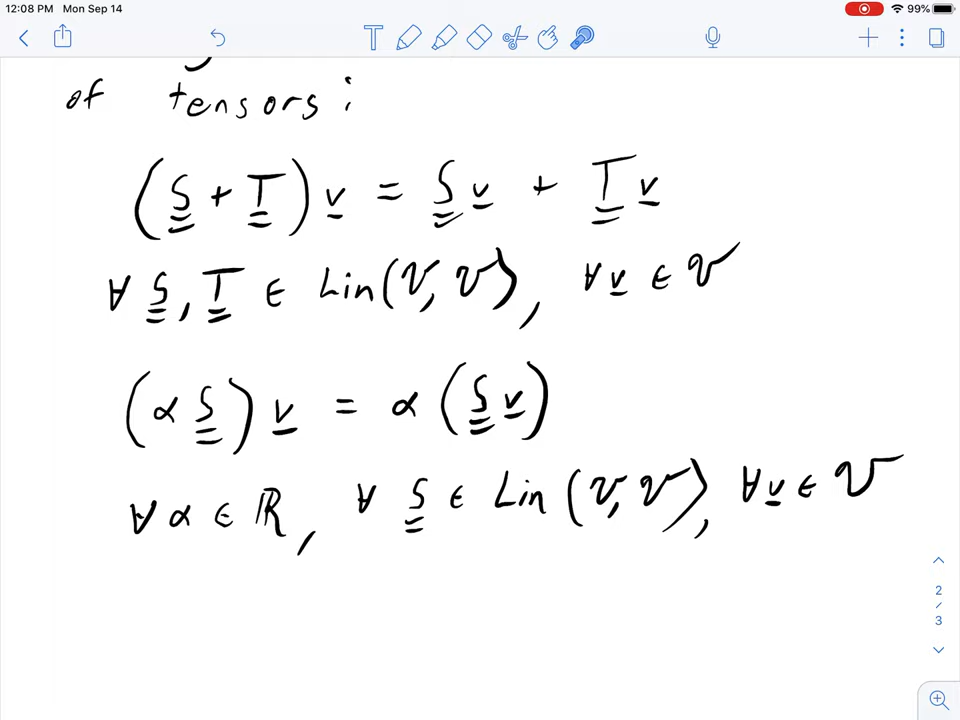 12:08 PM Mon Sep 14 99%
T
of tensors:
(S̳ + T̳) v̲ = S̳ v̲ + T̳ v̲
∀ S̳, T̳ ∈ Lin(𝒱, 𝒱), ∀ v̲ ∈ 𝒱
(α S̳) v̲ = α (S̳ v̲)
∀ α ∈ ℝ, ∀ S̳ ∈ Lin(𝒱, 𝒱), ∀ v̲ ∈ 𝒱
2
/
3